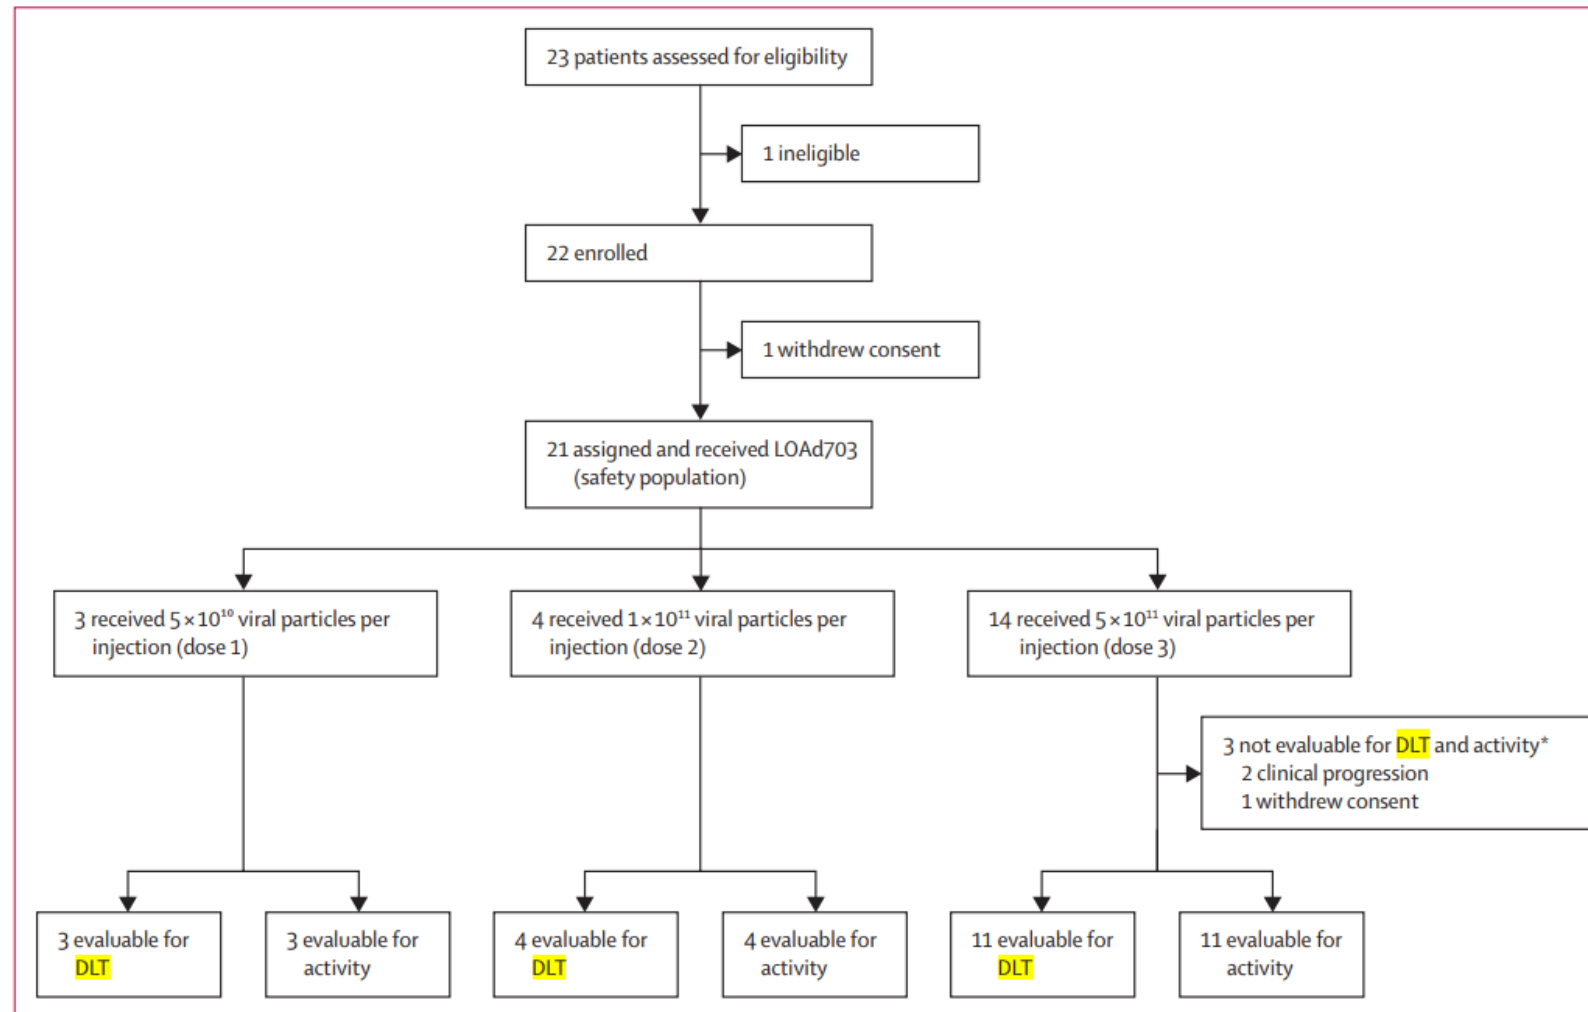 23 patients assessed for eligibility
1 ineligible
22 enrolled
1 withdrew consent
21 assigned and received LOAd703
(safety population)
3 received 5×10¹⁰ viral particles per
injection (dose 1)
4 received 1×10¹¹ viral particles per
injection (dose 2)
14 received 5×10¹¹ viral particles per
injection (dose 3)
3 not evaluable for DLT and activity*
2 clinical progression
1 withdrew consent
3 evaluable for
DLT
3 evaluable for
activity
4 evaluable for
DLT
4 evaluable for
activity
11 evaluable for
DLT
11 evaluable for
activity